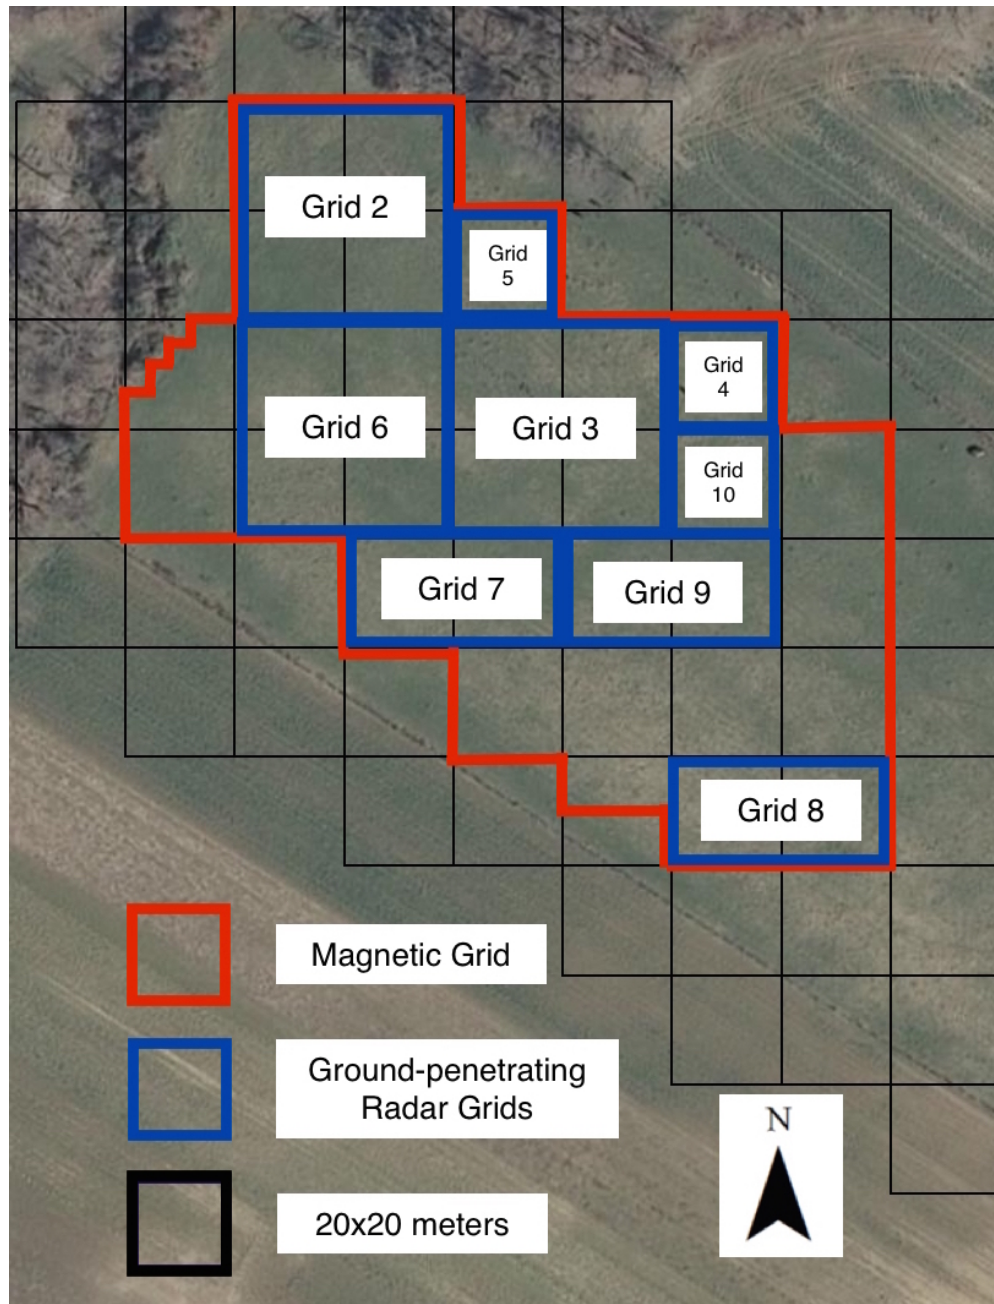 Grid 2
Grid
5
Grid
4
Grid 6
Grid 3
Grid
10
Grid 7
Grid 9
Grid 8
Magnetic Grid
Ground-penetrating
Radar Grids
20x20 meters
N